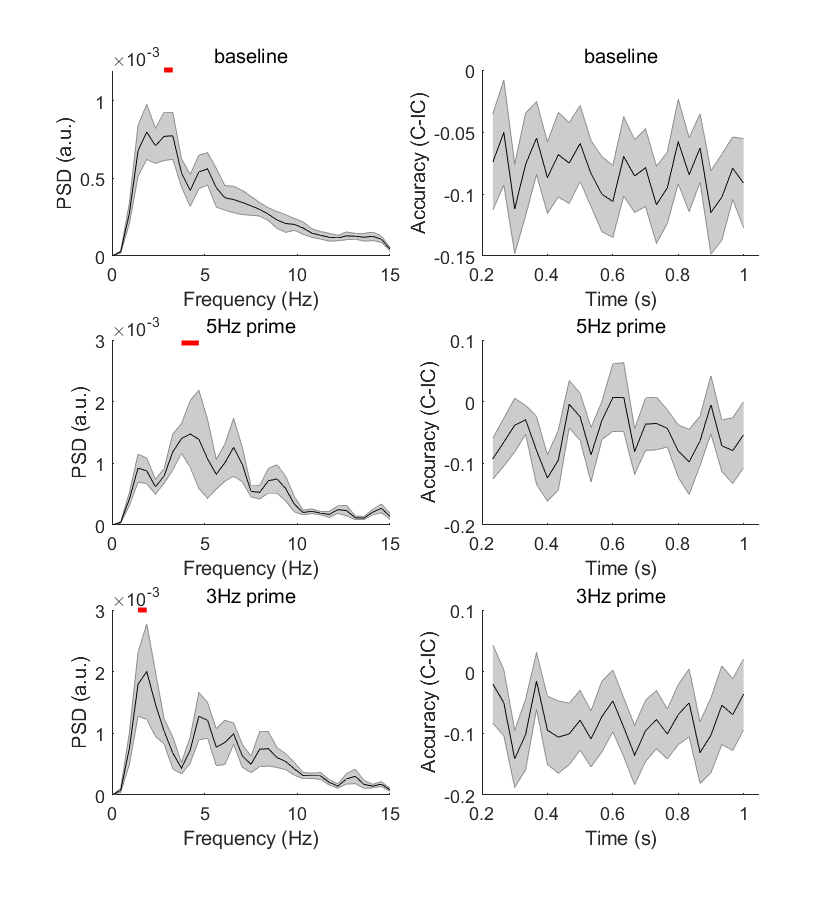 baseline
×10-3
PSD (a.u.)
1
0.5
0
0 5 10 15
Frequency (Hz)
baseline
Accuracy (C-IC)
0
-0.05
-0.1
-0.15
0.2 0.4 0.6 0.8 1
Time (s)
5Hz prime
×10-3
PSD (a.u.)
3
2
1
0
0 5 10 15
Frequency (Hz)
5Hz prime
Accuracy (C-IC)
0.1
0
-0.1
-0.2
0.2 0.4 0.6 0.8 1
Time (s)
3Hz prime
×10-3
PSD (a.u.)
3
2
1
0
0 5 10 15
Frequency (Hz)
3Hz prime
Accuracy (C-IC)
0.1
0
-0.1
-0.2
0.2 0.4 0.6 0.8 1
Time (s)